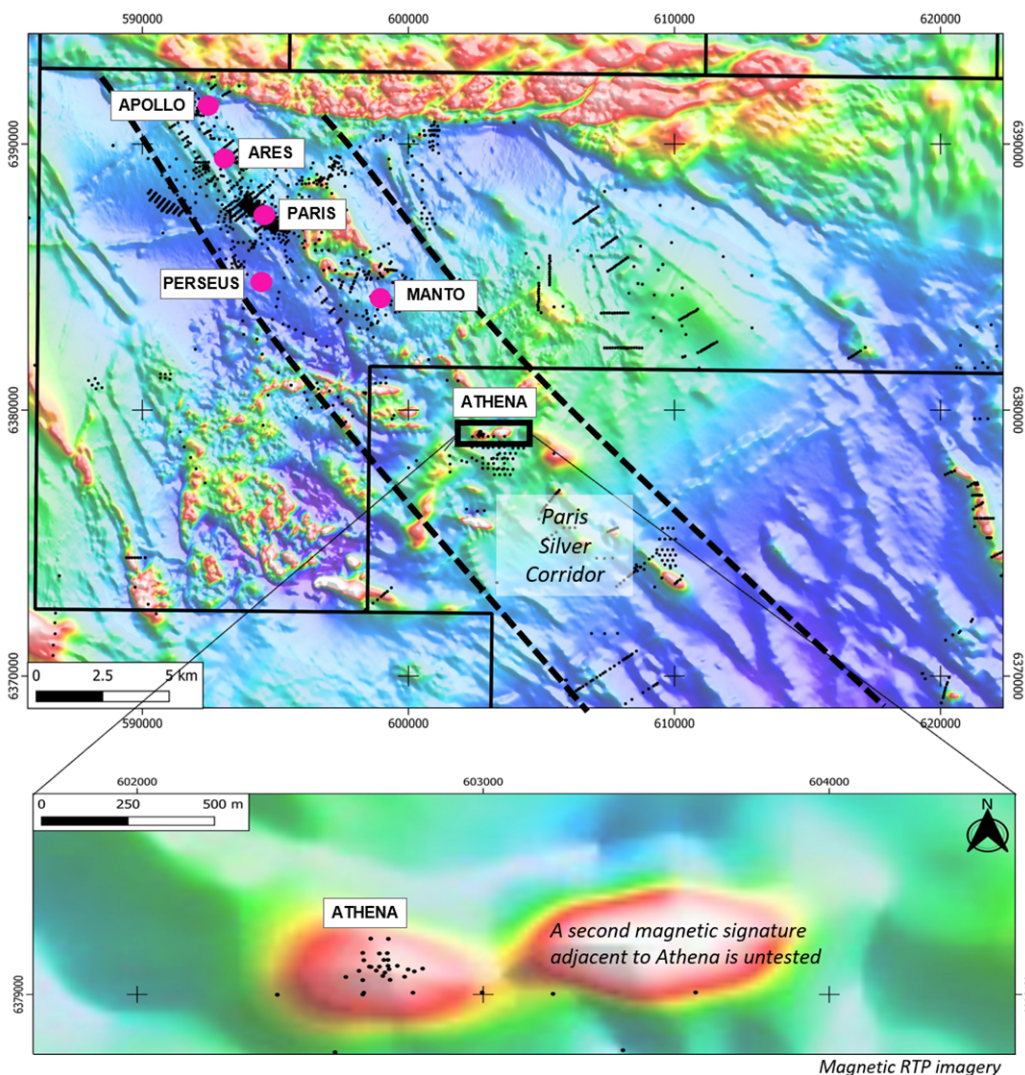 590000
600000
610000
620000
APOLLO
6390000
6390000
ARES
PARIS
PERSEUS
MANTO
6380000
ATHENA
6380000
Paris
Silver
Corridor
0 2.5 5 km
6370000
6370000
590000
600000
610000
620000
602000
603000
604000
0 250 500 m
N
ATHENA
A second magnetic signature
adjacent to Athena is untested
6379000
Magnetic RTP imagery